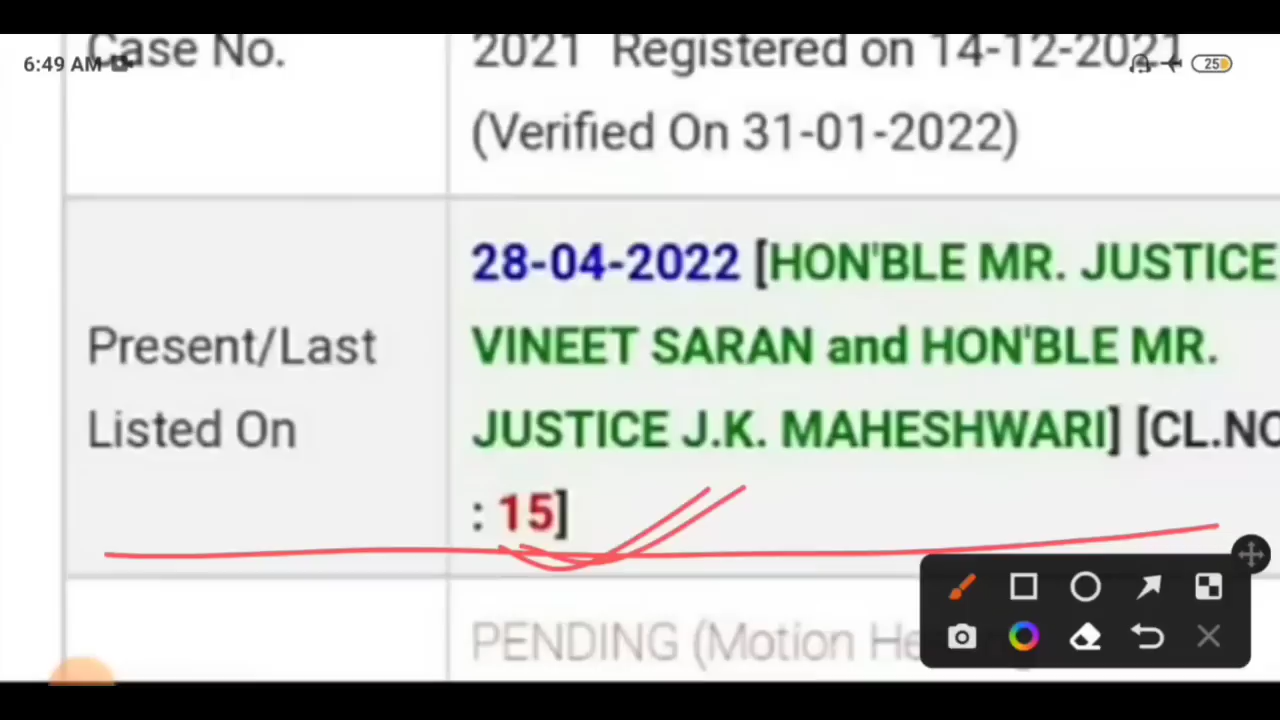 Case No.
2021 Registered on 14-12-2021
6:49 AM
25
(Verified On 31-01-2022)
Present/Last
Listed On
28-04-2022 [HON'BLE MR. JUSTICE
VINEET SARAN and HON'BLE MR.
JUSTICE J.K. MAHESHWARI] [CL.NO
: 15]
PENDING (Motion